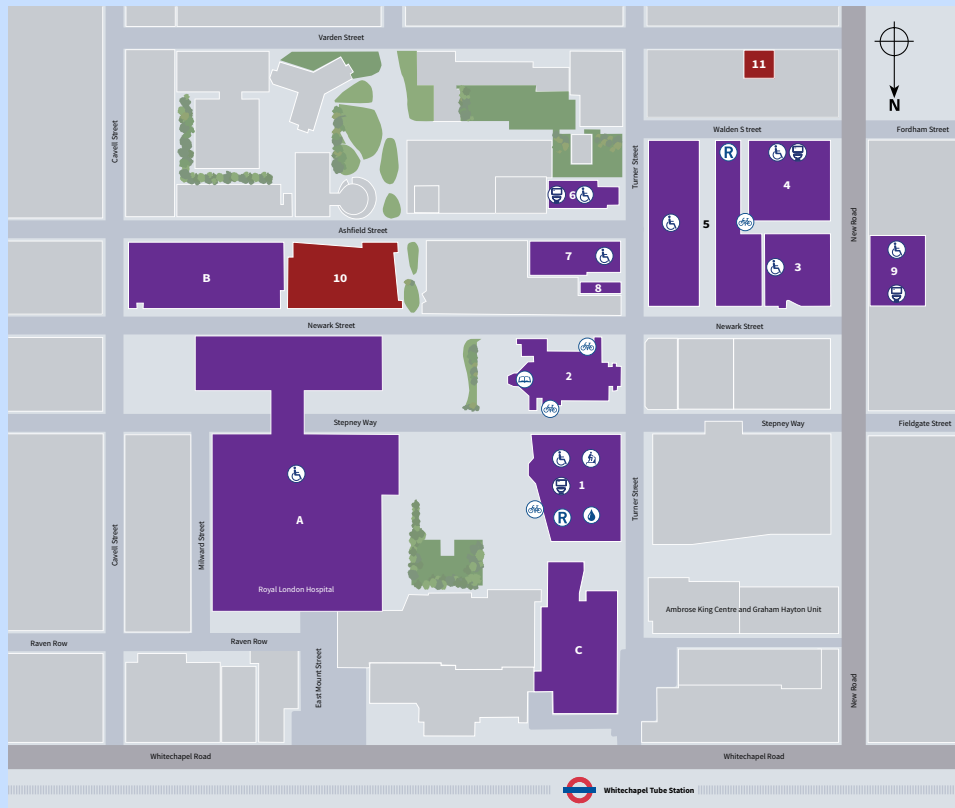 Varden Street
11
N
Cavell Street
Walden S treet
Fordham Street
R
4
Turner Street
6
5
New Road
Ashfield Street
B
10
7
8
3
9
Newark Street
Newark Street
2
Stepney Way
Stepney Way
Fieldgate Street
1
R
A
Turner Street
Milward Street
Cavell Street
Royal London Hospital
Ambrose King Centre and Graham Hayton Unit
Raven Row
Raven Row
C
East Mount Street
New Road
Whitechapel Road
Whitechapel Road
Whitechapel Tube Station